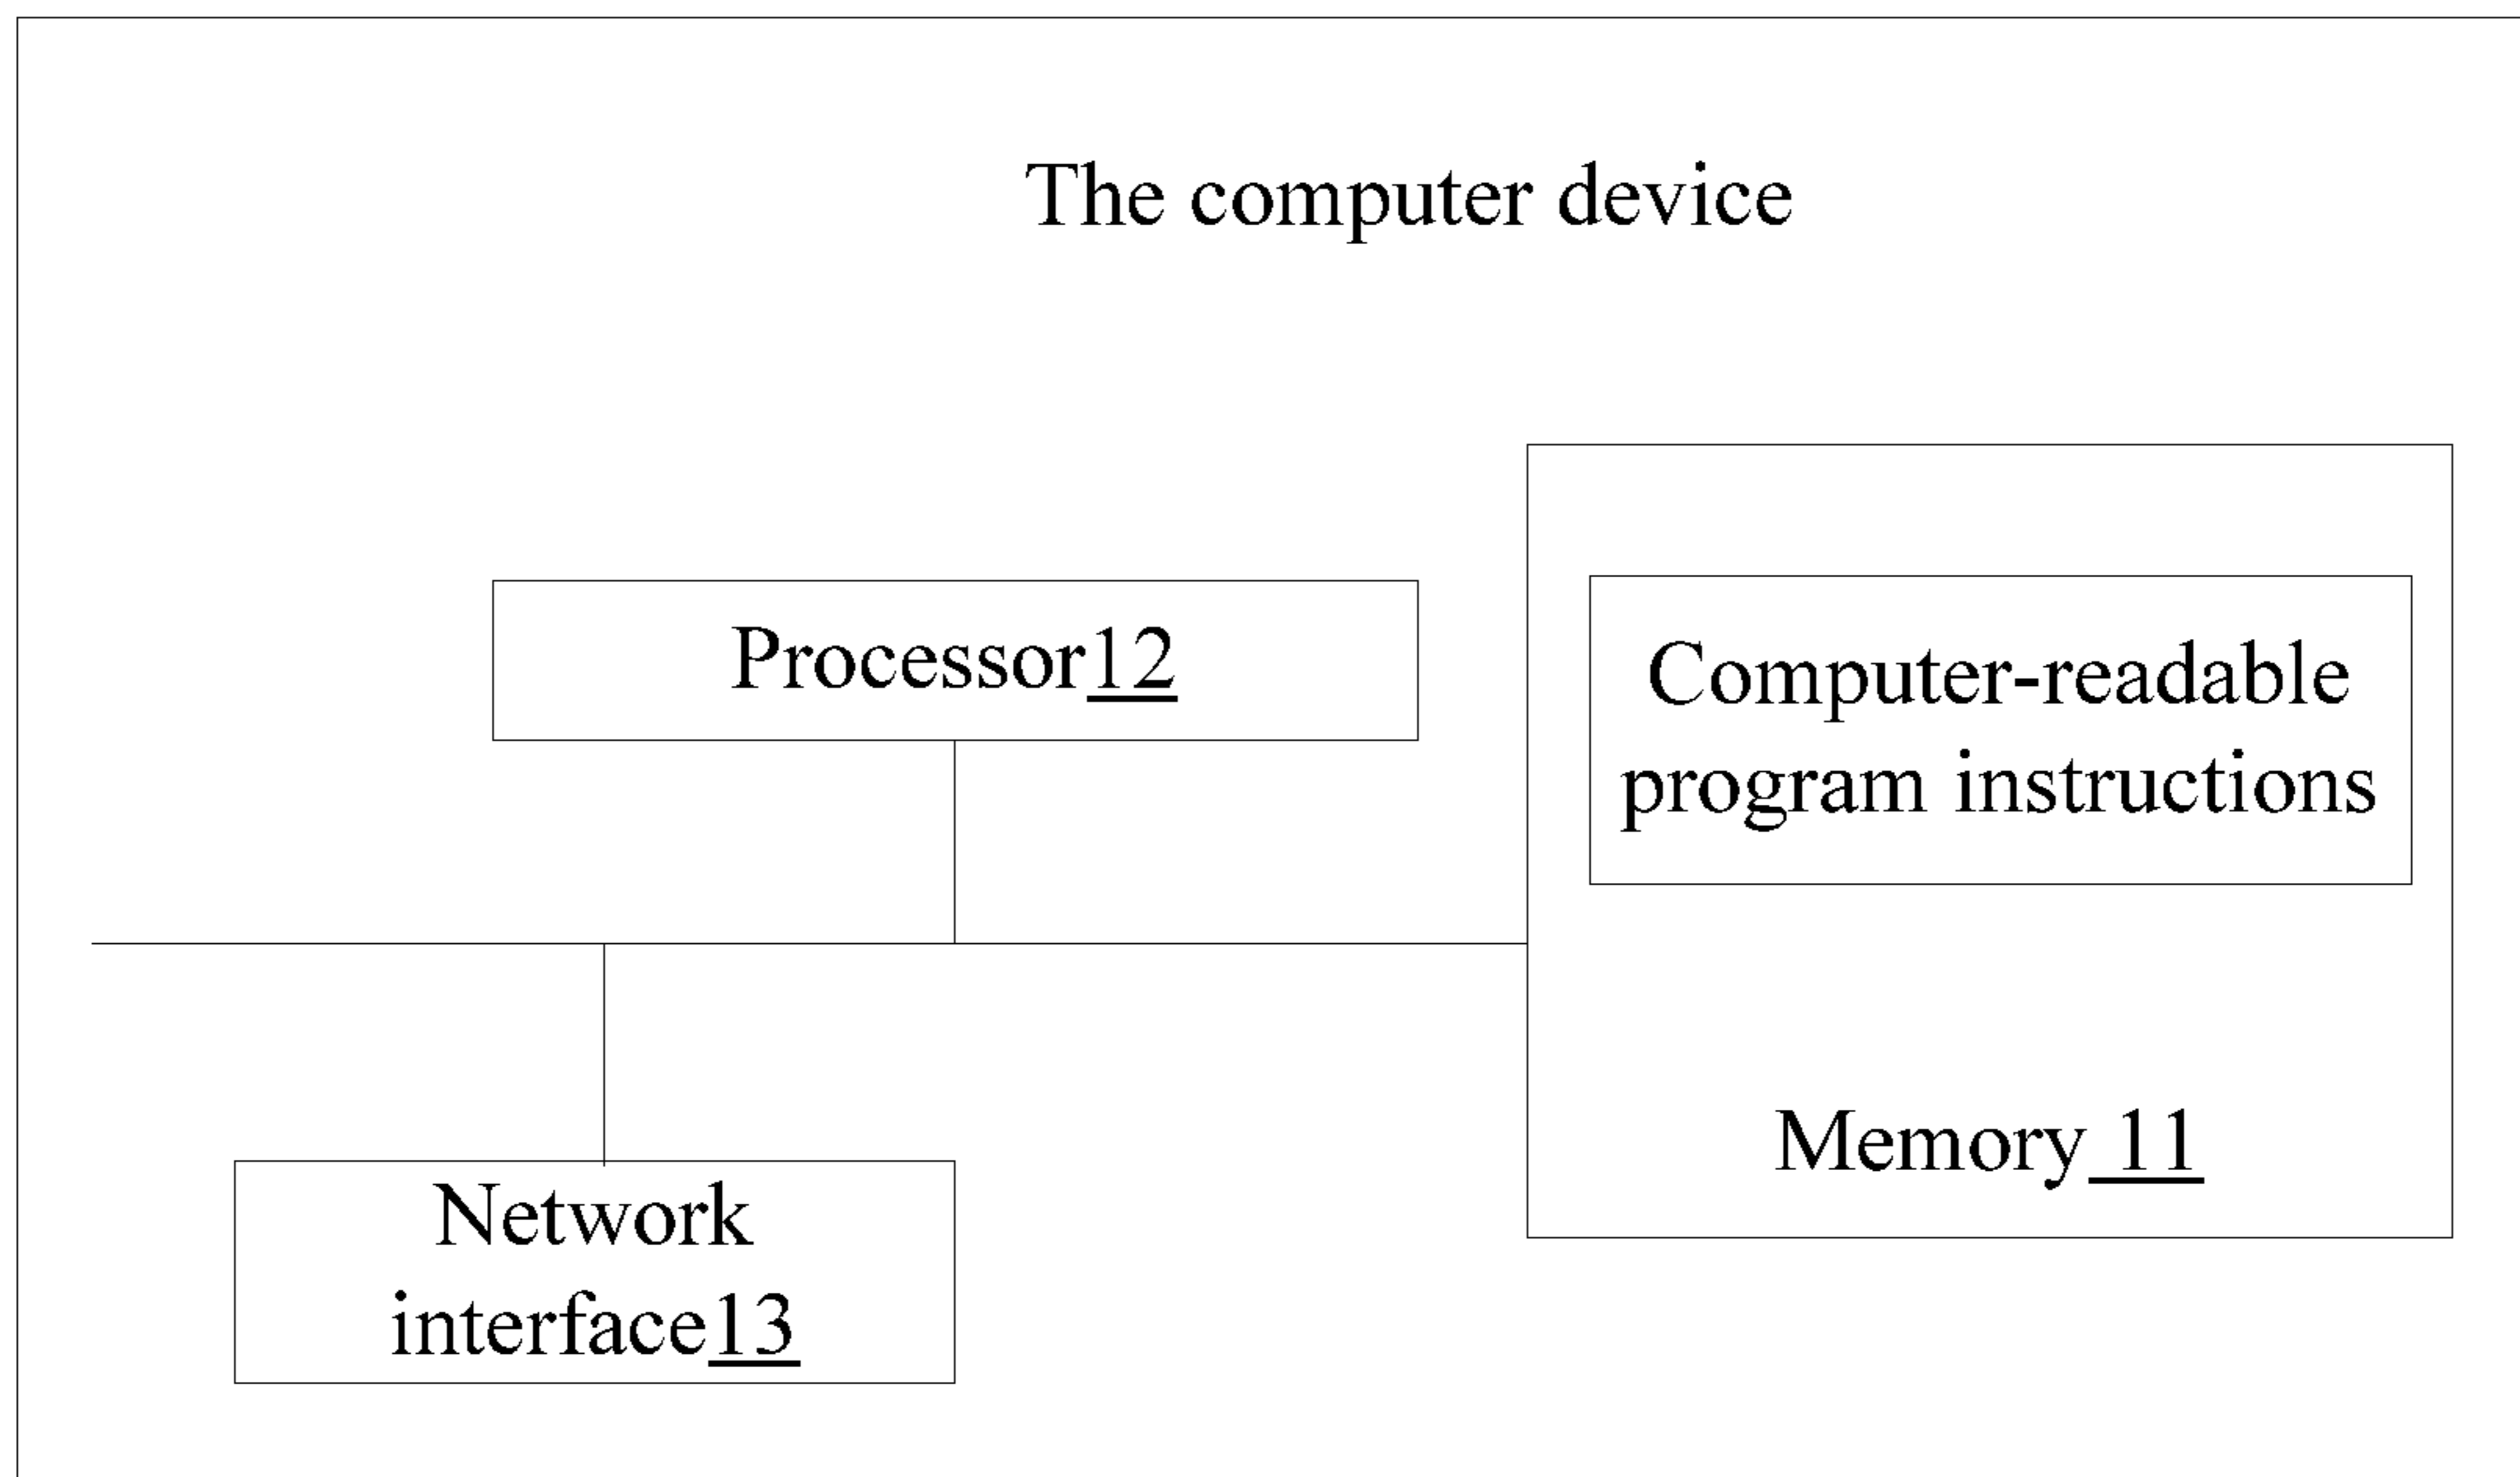 The computer device
Processor12
Computer-readable
program instructions
Memory 11
Network
interface13